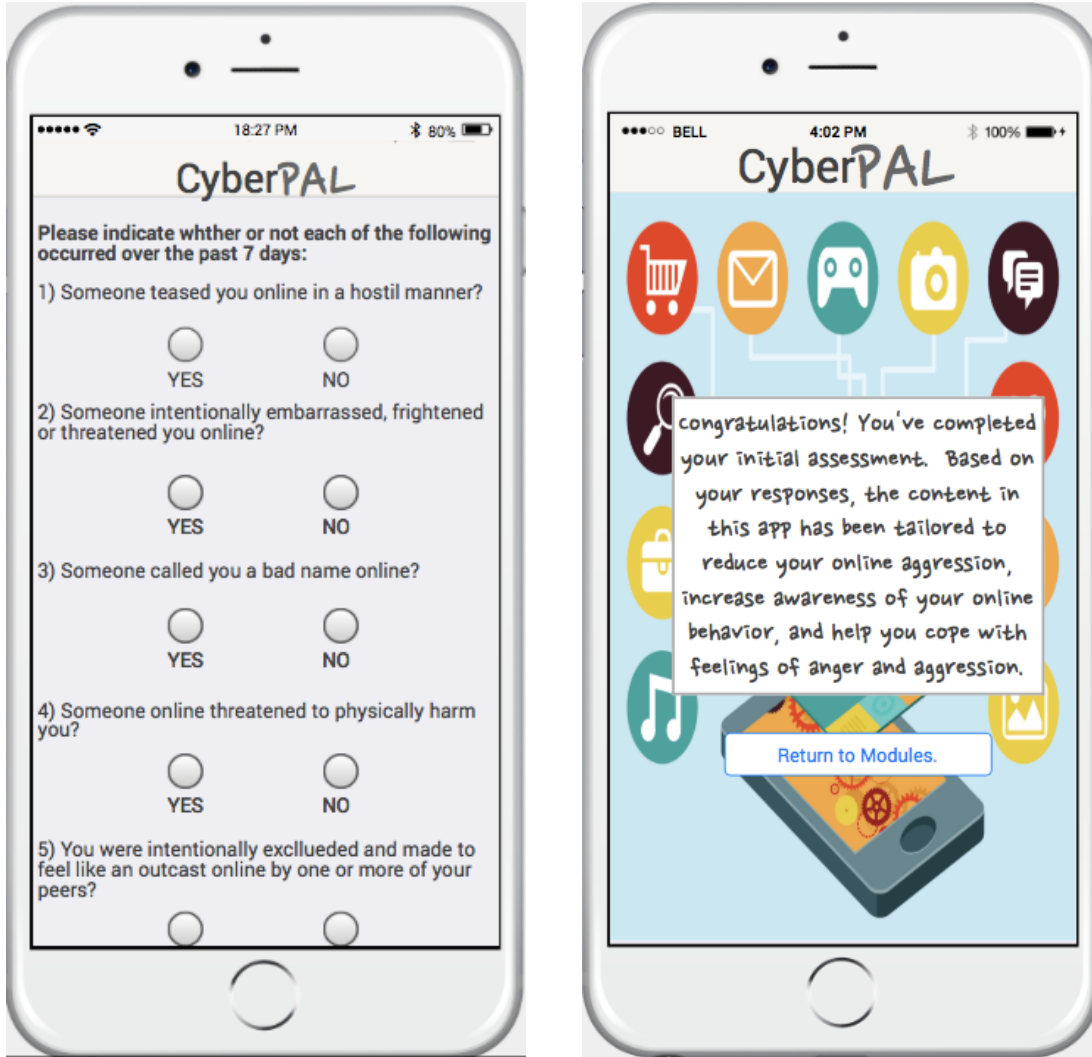 18:27 PM
80%
CyberPAL
Please indicate whther or not each of the following
occurred over the past 7 days:
1) Someone teased you online in a hostil manner?
YES NO
2) Someone intentionally embarrassed, frightened
or threatened you online?
YES NO
3) Someone called you a bad name online?
YES NO
4) Someone online threatened to physically harm
you?
YES NO
5) You were intentionally excllueded and made to
feel like an outcast online by one or more of your
peers?
BELL 4:02 PM 100%
CyberPAL
Congratulations! You've completed
your initial assessment. Based on
your responses, the content in
this app has been tailored to
reduce your online aggression,
increase awareness of your online
behavior, and help you cope with
feelings of anger and aggression.
Return to Modules.